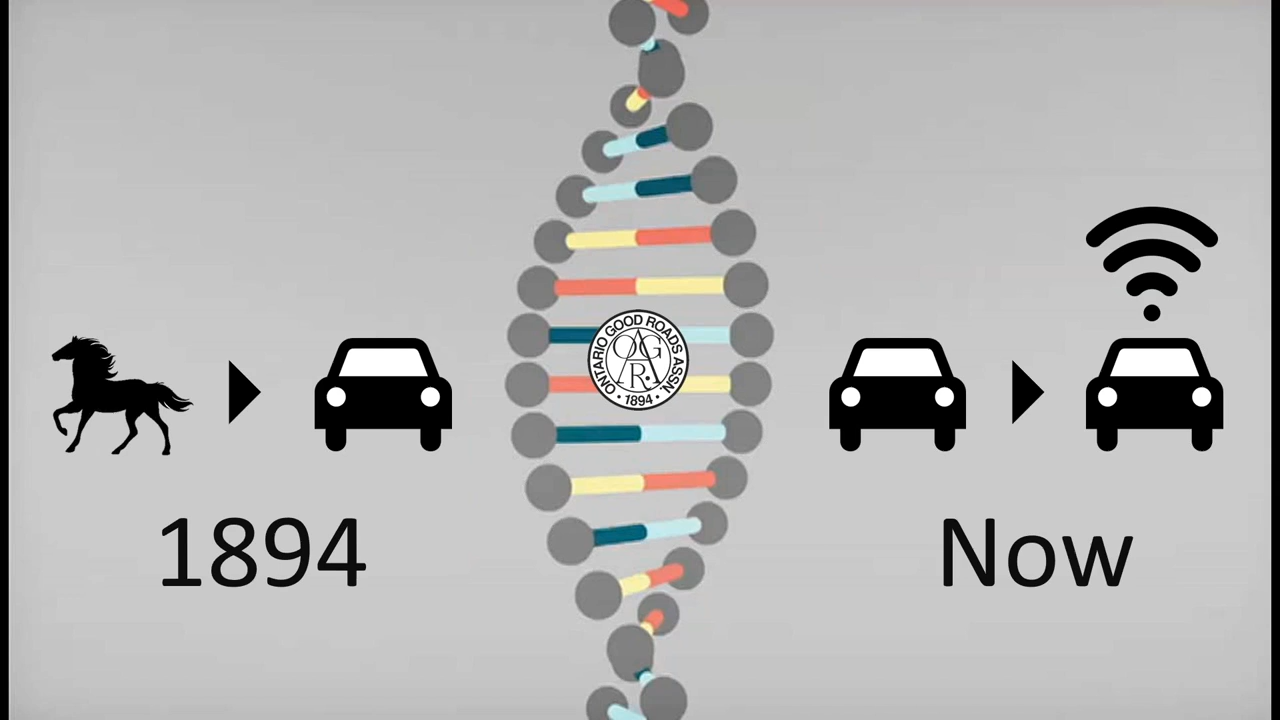 ONTARIO GOOD ROADS ASSN.
OGRA
• 1894 •
1894
Now